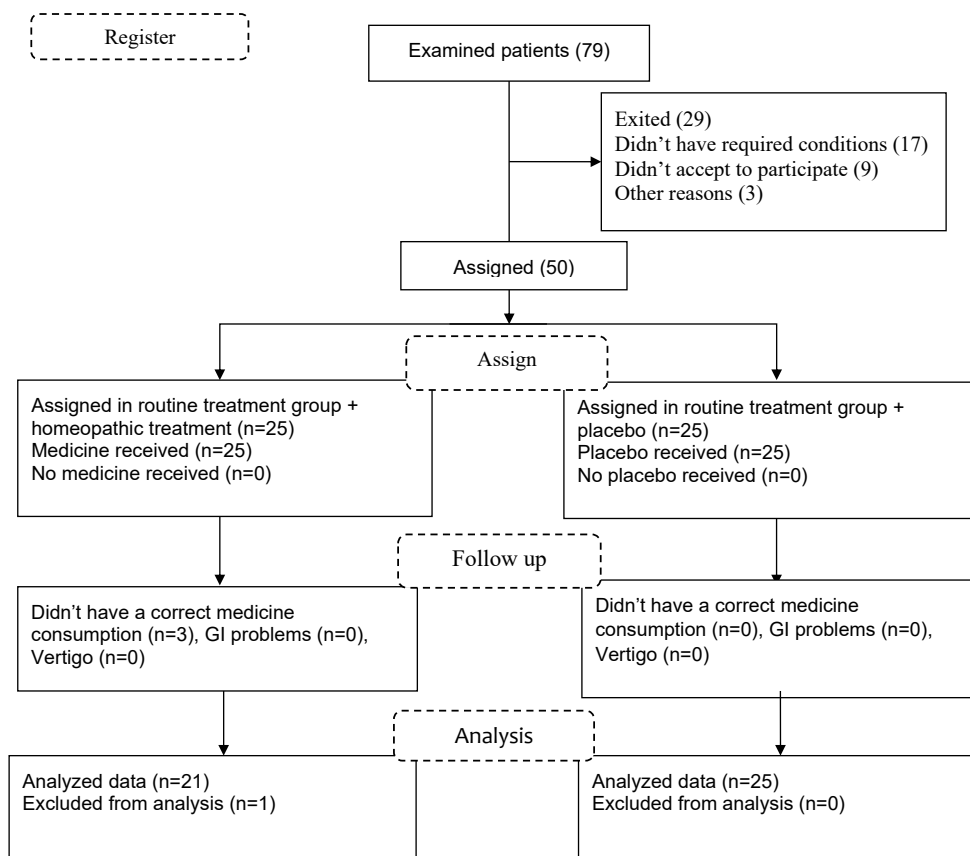 Register
Examined patients (79)
Exited (29)
Didn't have required conditions (17)
Didn't accept to participate (9)
Other reasons (3)
Assigned (50)
Assign
Assigned in routine treatment group +
homeopathic treatment (n=25)
Medicine received (n=25)
No medicine received (n=0)
Assigned in routine treatment group +
placebo (n=25)
Placebo received (n=25)
No placebo received (n=0)
Follow up
Didn't have a correct medicine
consumption (n=3), GI problems (n=0),
Vertigo (n=0)
Didn't have a correct medicine
consumption (n=0), GI problems (n=0),
Vertigo (n=0)
Analysis
Analyzed data (n=21)
Excluded from analysis (n=1)
Analyzed data (n=25)
Excluded from analysis (n=0)